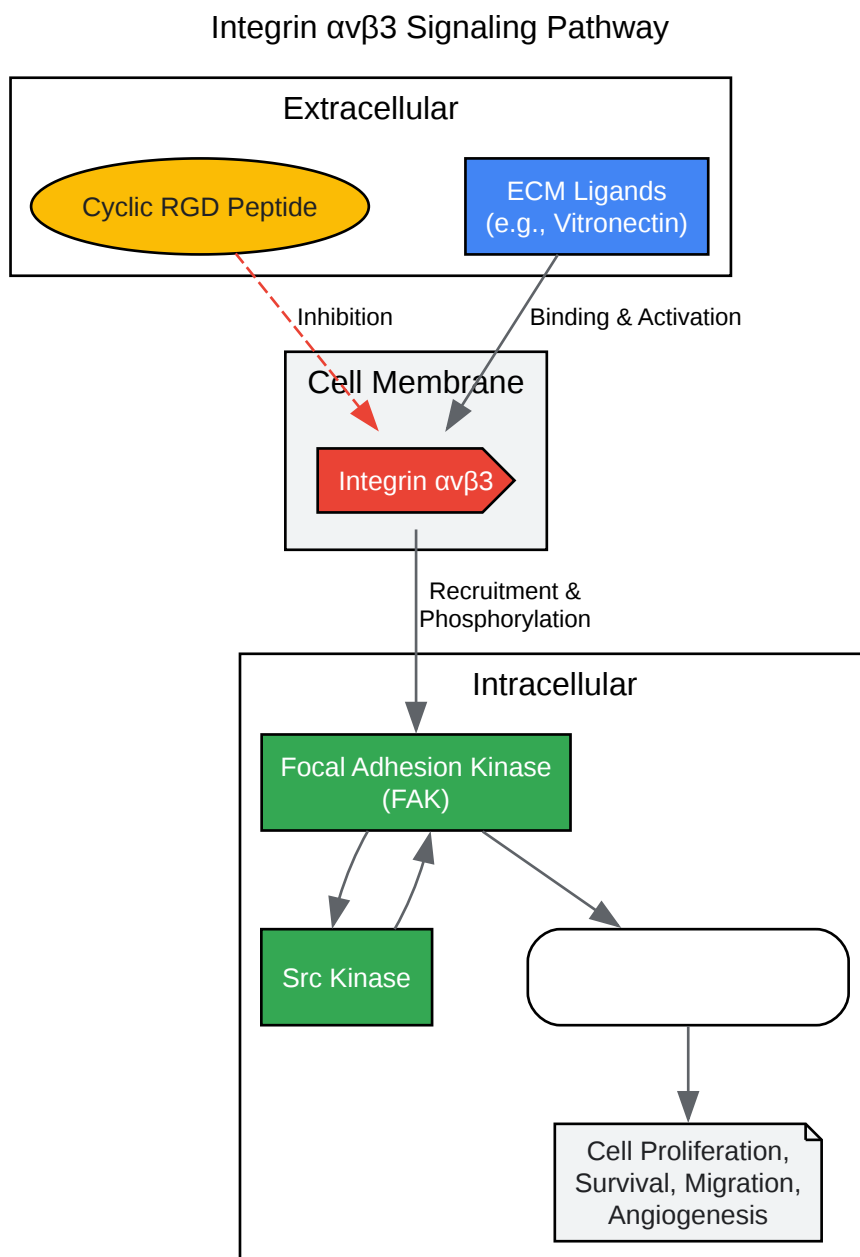 Integrin αvβ3 Signaling Pathway
Extracellular
Cyclic RGD Peptide
ECM Ligands
(e.g., Vitronectin)
Inhibition
Binding & Activation
Cell Membrane
Integrin αvβ3
Recruitment &
Phosphorylation
Intracellular
Focal Adhesion Kinase
(FAK)
Src Kinase
Cell Proliferation,
Survival, Migration,
Angiogenesis